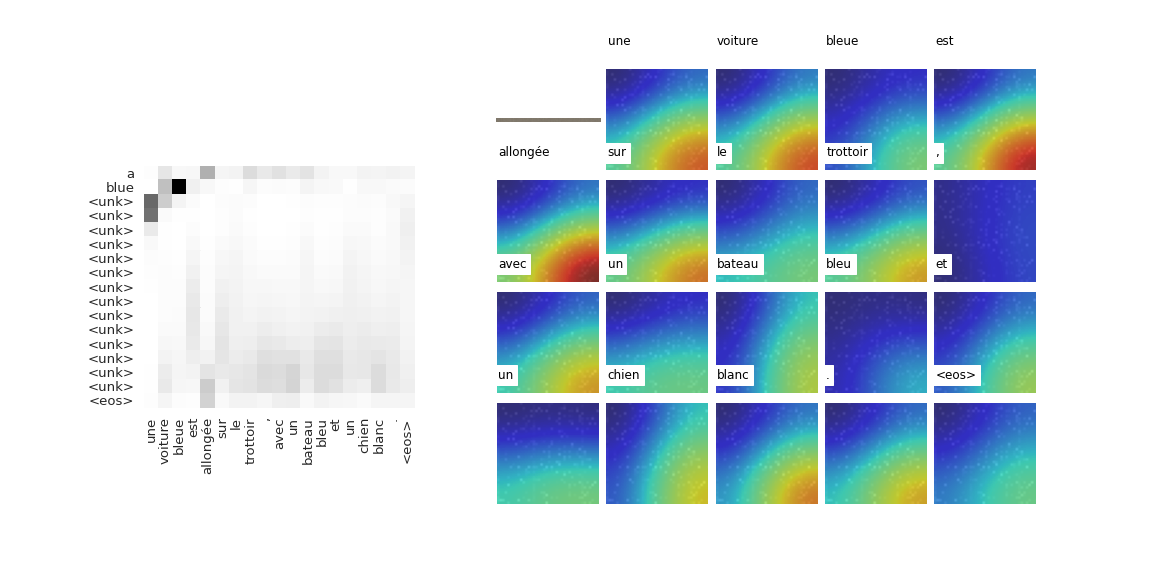 a
blue
<unk>
<unk>
<unk>
<unk>
<unk>
<unk>
<unk>
<unk>
<unk>
<unk>
<unk>
<unk>
<unk>
<unk>
<eos>
une
voiture
bleue
est
allongée
sur
le
trottoir
,
avec
un
bateau
bleu
et
un
chien
blanc
.
<eos>
une voiture bleue est
allongée sur le trottoir ,
avec un bateau bleu et
un chien blanc . <eos>